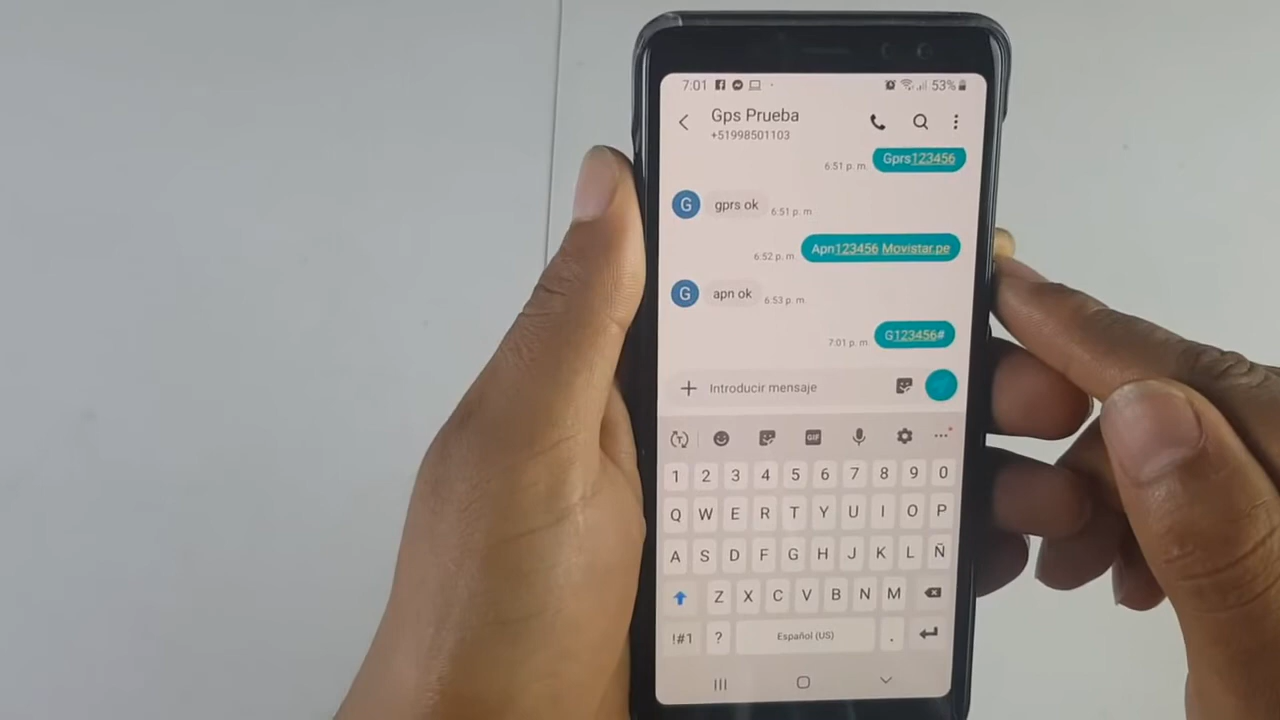 7:01
53%
Gps Prueba
+51998501103
6:51 p. m.
Gprs123456
G
gprs ok
6:51 p. m
6:52 p. m.
Apn123456 Movistar.pe
G
apn ok
6:53 p. m.
7:01 p. m.
G123456#
Introducir mensaje
T
GIF
1 2 3 4 5 6 7 8 9 0
Q W E R T Y U I O P
A S D F G H J K L Ñ
Z X C V B N M
!#1 ? Español (US) .